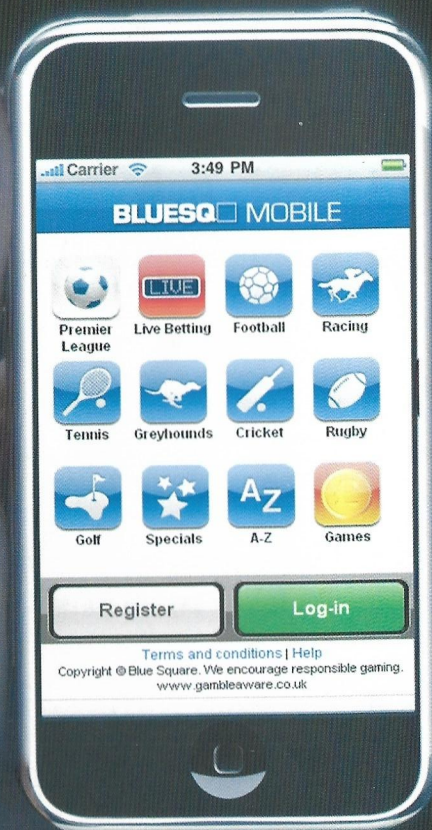 Carrier 3:49 PM
BLUESQ□ MOBILE
LIVE
Premier League Live Betting Football Racing
Tennis Greyhounds Cricket Rugby
AZ
Golf Specials A-Z Games
Register Log-in
Terms and conditions | Help
Copyright © Blue Square. We encourage responsible gaming.
www.gambleaware.co.uk